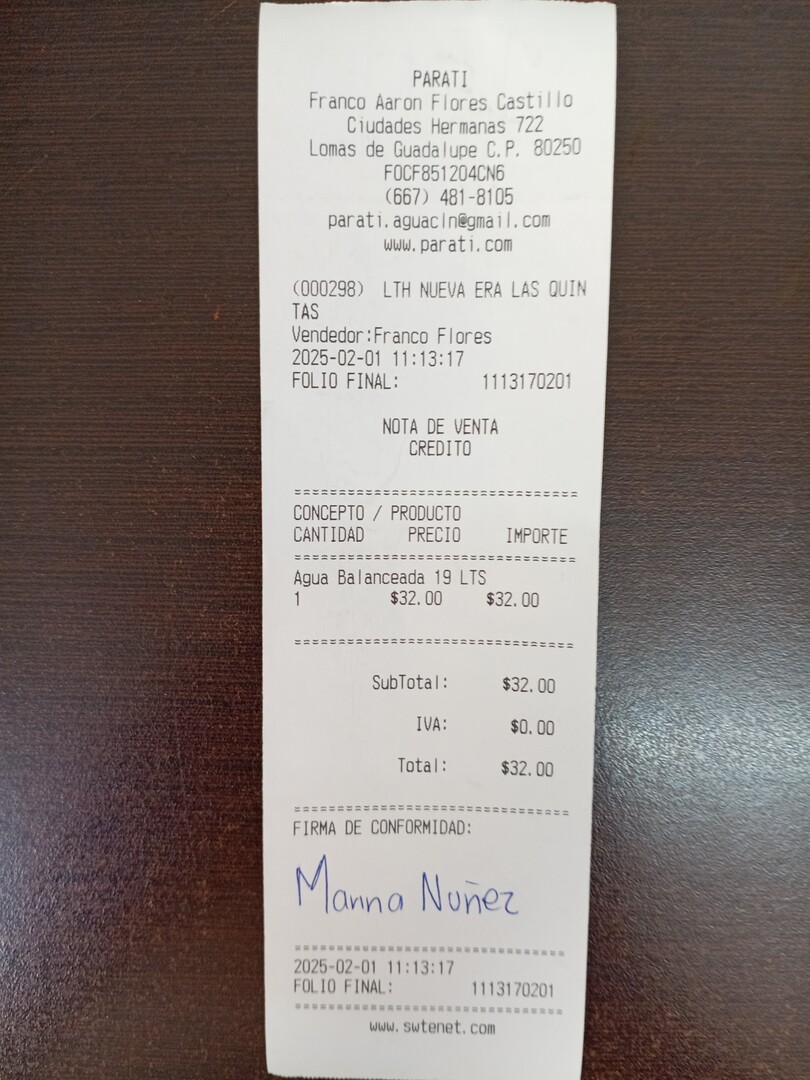 PARATI
Franco Aaron Flores Castillo
Ciudades Hermanas 722
Lomas de Guadalupe C.P. 80250
FOCF851204CN6
(667) 481-8105
parati.aguacln@gmail.com
www.parati.com
(000298) LTH NUEVA ERA LAS QUIN
TAS
Vendedor:Franco Flores
2025-02-01 11:13:17
FOLIO FINAL: 1113170201
NOTA DE VENTA
CREDITO
================================
CONCEPTO / PRODUCTO
CANTIDAD PRECIO IMPORTE
================================
Agua Balanceada 19 LTS
1 $32.00 $32.00
================================
SubTotal: $32.00
IVA: $0.00
Total: $32.00
================================
FIRMA DE CONFORMIDAD:
Manna Nuñez
================================
2025-02-01 11:13:17
FOLIO FINAL: 1113170201
================================
www.swtenet.com